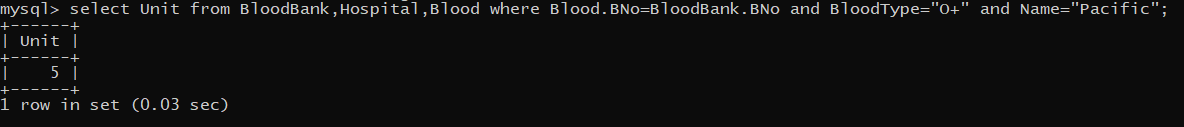 mysql> select Unit from BloodBank,Hospital,Blood where Blood.BNo=BloodBank.BNo and BloodType="O+" and Name="Pacific";
+------+
| Unit |
+------+
|    5 |
+------+
1 row in set (0.03 sec)